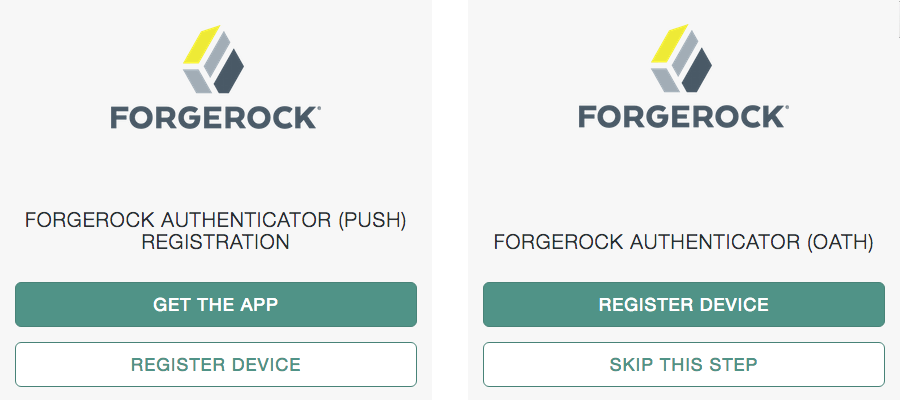 FORGEROCK®
FORGEROCK AUTHENTICATOR (PUSH)
REGISTRATION
GET THE APP
REGISTER DEVICE
FORGEROCK®
FORGEROCK AUTHENTICATOR (OATH)
REGISTER DEVICE
SKIP THIS STEP